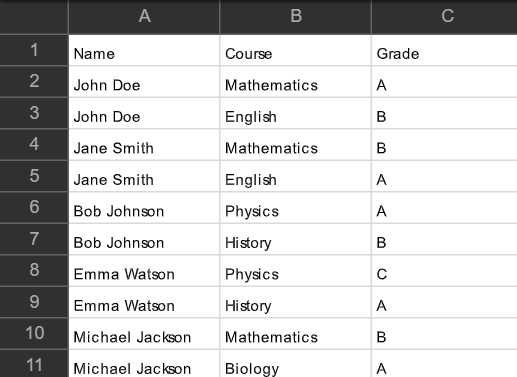 A B C
1 Name Course Grade
2 John Doe Mathematics A
3 John Doe English B
4 Jane Smith Mathematics B
5 Jane Smith English A
6 Bob Johnson Physics A
7 Bob Johnson History B
8 Emma Watson Physics C
9 Emma Watson History A
10 Michael Jackson Mathematics B
11 Michael Jackson Biology A